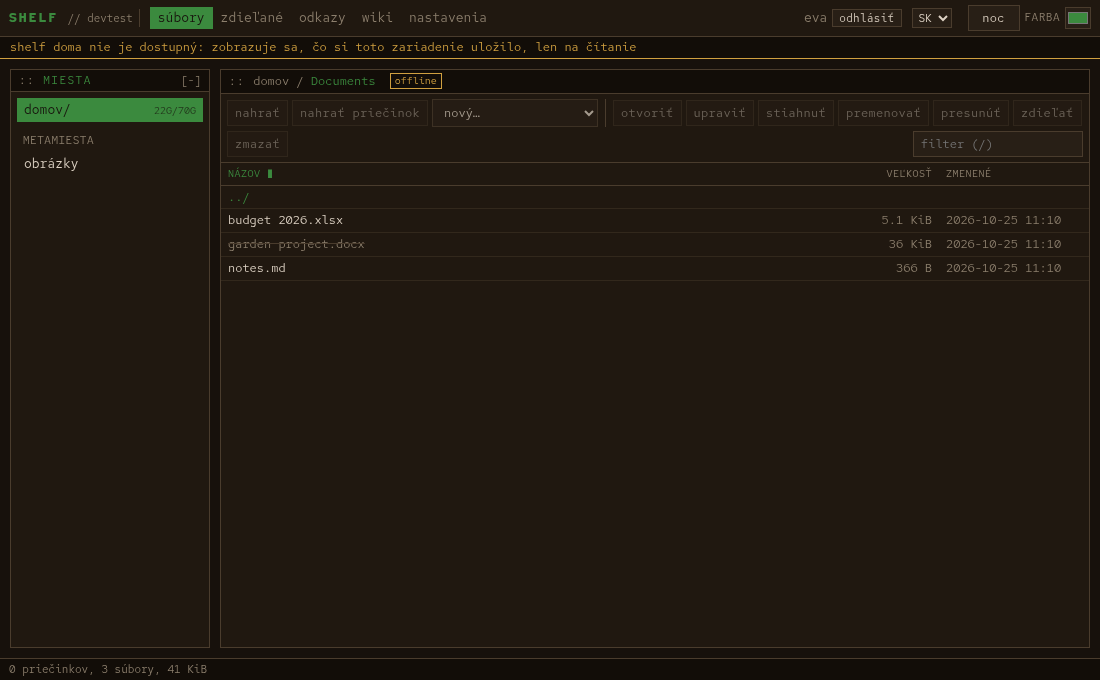 SHELF // devtest súbory zdieľané odkazy wiki nastavenia eva odhlásiť SK noc FARBA
shelf doma nie je dostupný: zobrazuje sa, čo si toto zariadenie uložilo, len na čítanie
:: MIESTA [-]
domov/ 22G/70G
METAMIESTA
obrázky
:: domov / Documents offline
nahrať nahrať priečinok nový… otvoriť upraviť stiahnuť premenovať presunúť zdieľať
zmazať filter (/)
NÁZOV VEĽKOSŤ ZMENENÉ
../
budget 2026.xlsx 5.1 KiB 2026-10-25 11:10
garden project.docx 36 KiB 2026-10-25 11:10
notes.md 366 B 2026-10-25 11:10
0 priečinkov, 3 súbory, 41 KiB